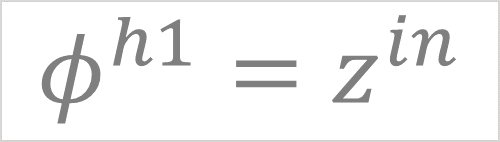 ϕ^{h1} = z^{in}